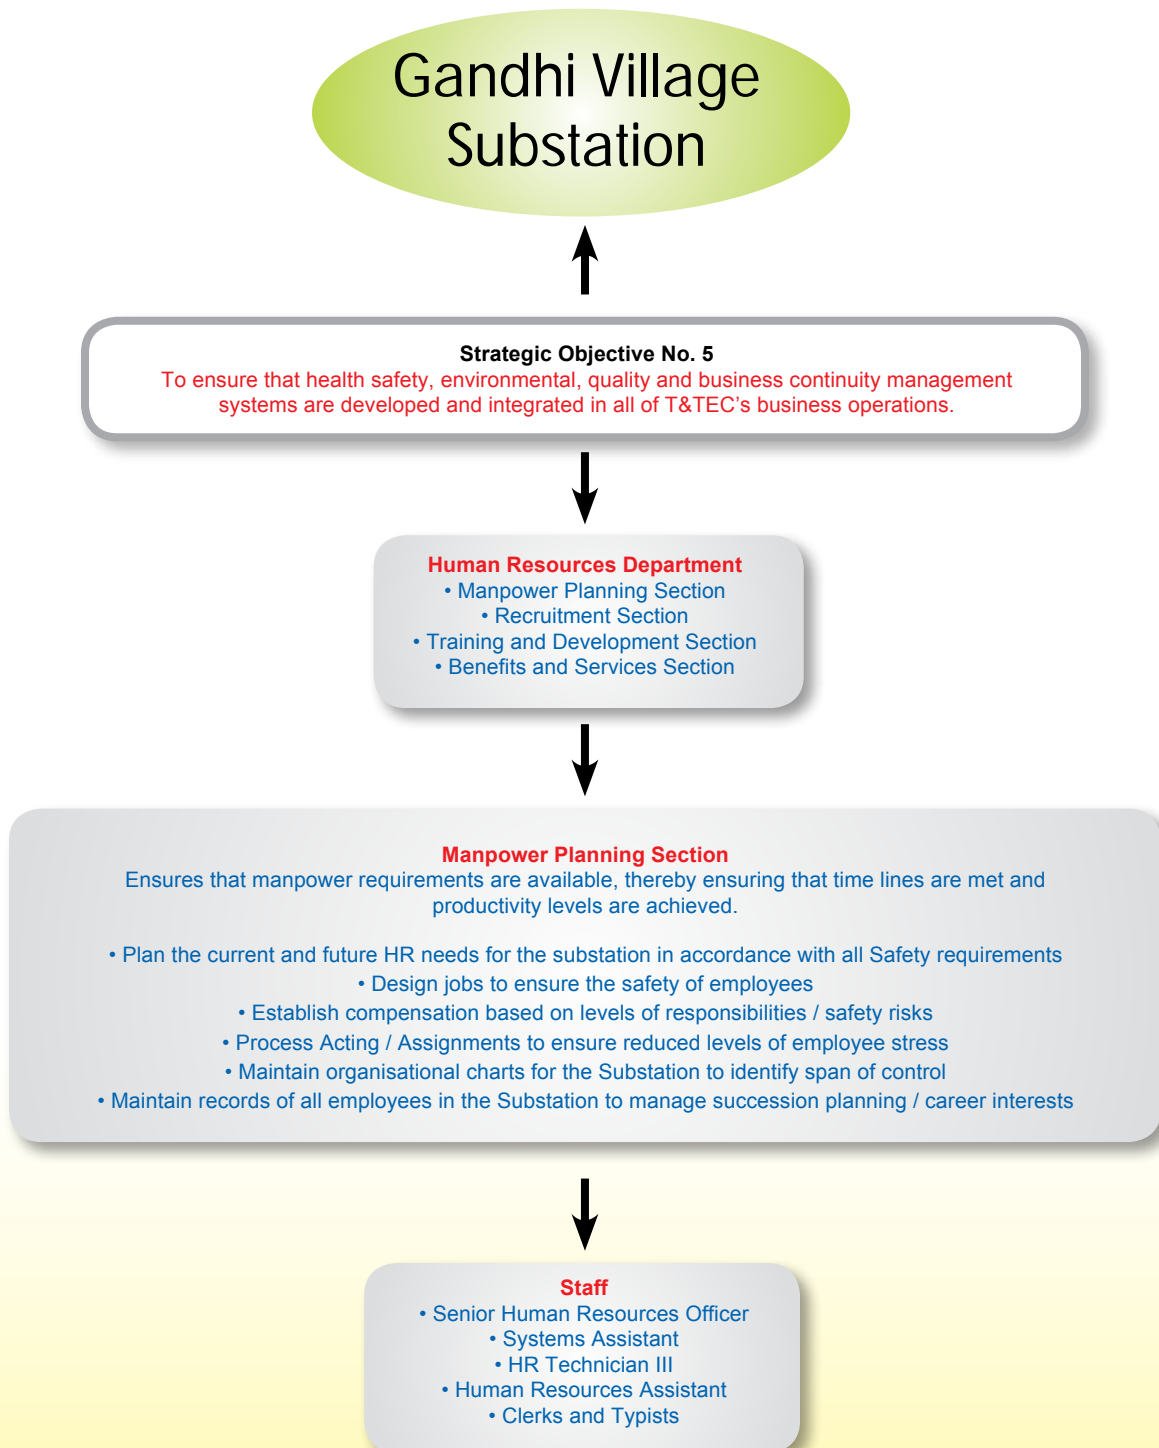 Gandhi Village
Substation
Strategic Objective No. 5
To ensure that health safety, environmental, quality and business continuity management
systems are developed and integrated in all of T&TEC's business operations.
Human Resources Department
• Manpower Planning Section
• Recruitment Section
• Training and Development Section
• Benefits and Services Section
Manpower Planning Section
Ensures that manpower requirements are available, thereby ensuring that time lines are met and
productivity levels are achieved.
• Plan the current and future HR needs for the substation in accordance with all Safety requirements
• Design jobs to ensure the safety of employees
• Establish compensation based on levels of responsibilities / safety risks
• Process Acting / Assignments to ensure reduced levels of employee stress
• Maintain organisational charts for the Substation to identify span of control
• Maintain records of all employees in the Substation to manage succession planning / career interests
Staff
• Senior Human Resources Officer
• Systems Assistant
• HR Technician III
• Human Resources Assistant
• Clerks and Typists